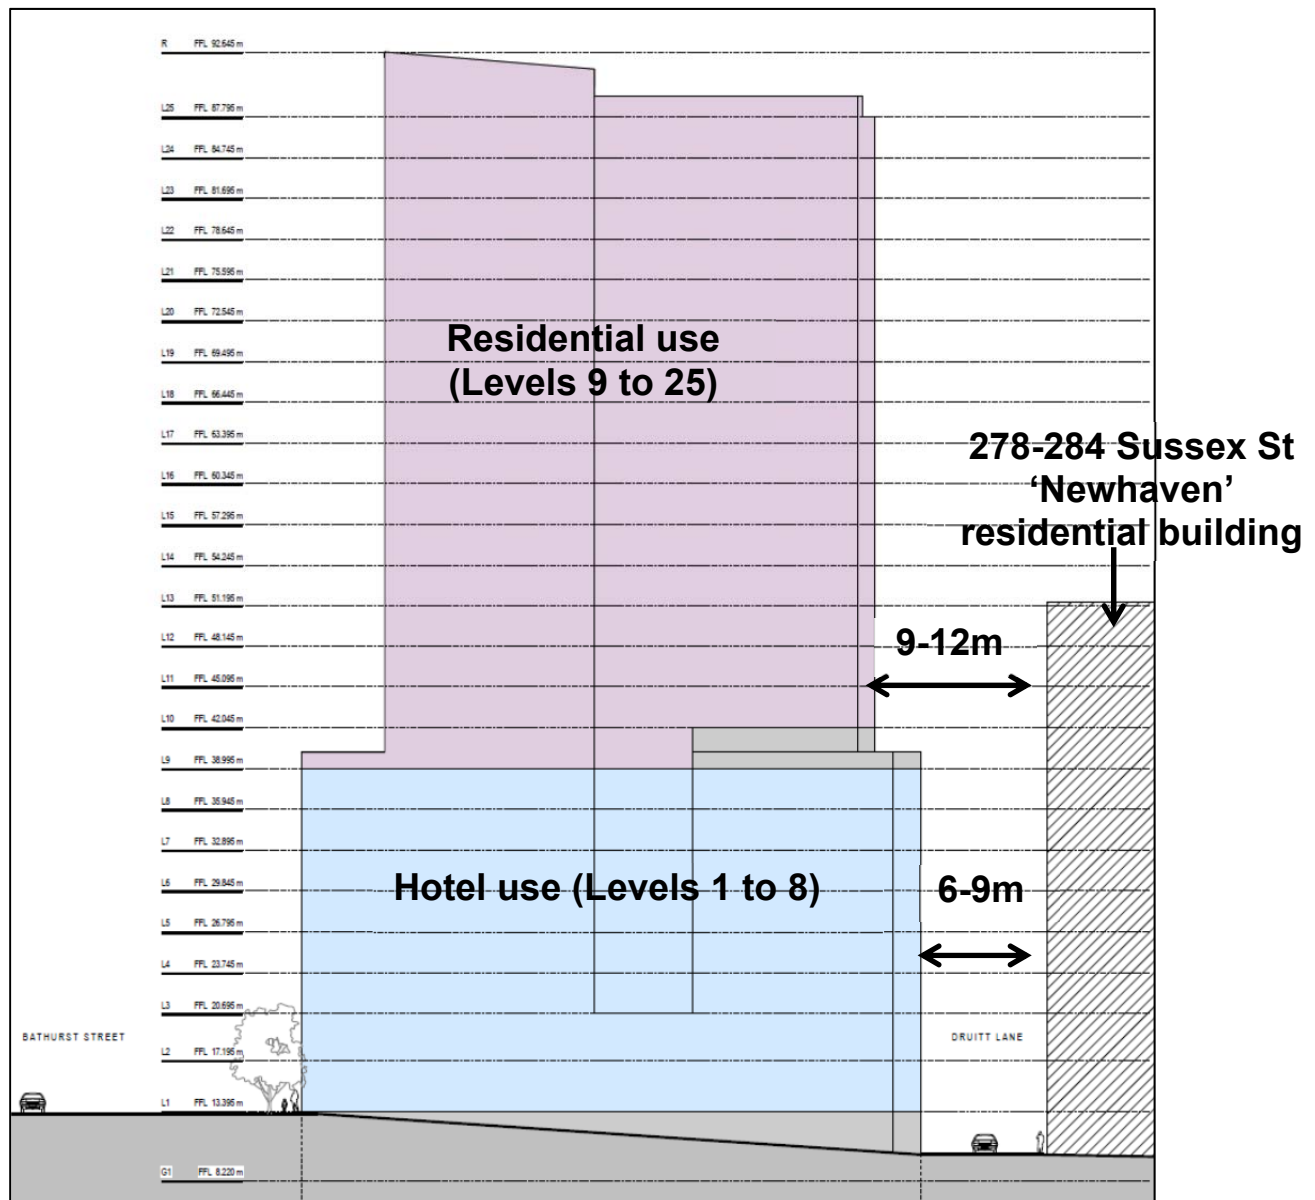 R FFL 92.645 m
L25 FFL 87.795 m
L24 FFL 84.745 m
L23 FFL 81.695 m
L22 FFL 78.645 m
L21 FFL 75.595 m
L20 FFL 72.545 m
Residential use
(Levels 9 to 25)
L19 FFL 69.495 m
L18 FFL 66.445 m
L17 FFL 63.395 m
278-284 Sussex St
‘Newhaven’
residential building
L16 FFL 60.345 m
L15 FFL 57.295 m
L14 FFL 54.245 m
L13 FFL 51.195 m
L12 FFL 48.145 m
9-12m
L11 FFL 45.095 m
L10 FFL 42.045 m
L9 FFL 38.995 m
L8 FFL 35.945 m
L7 FFL 32.895 m
L6 FFL 29.845 m
Hotel use (Levels 1 to 8)
6-9m
L5 FFL 26.795 m
L4 FFL 23.745 m
L3 FFL 20.695 m
BATHURST STREET
DRUITT LANE
L2 FFL 17.195 m
L1 FFL 13.395 m
G1 FFL 8.220 m